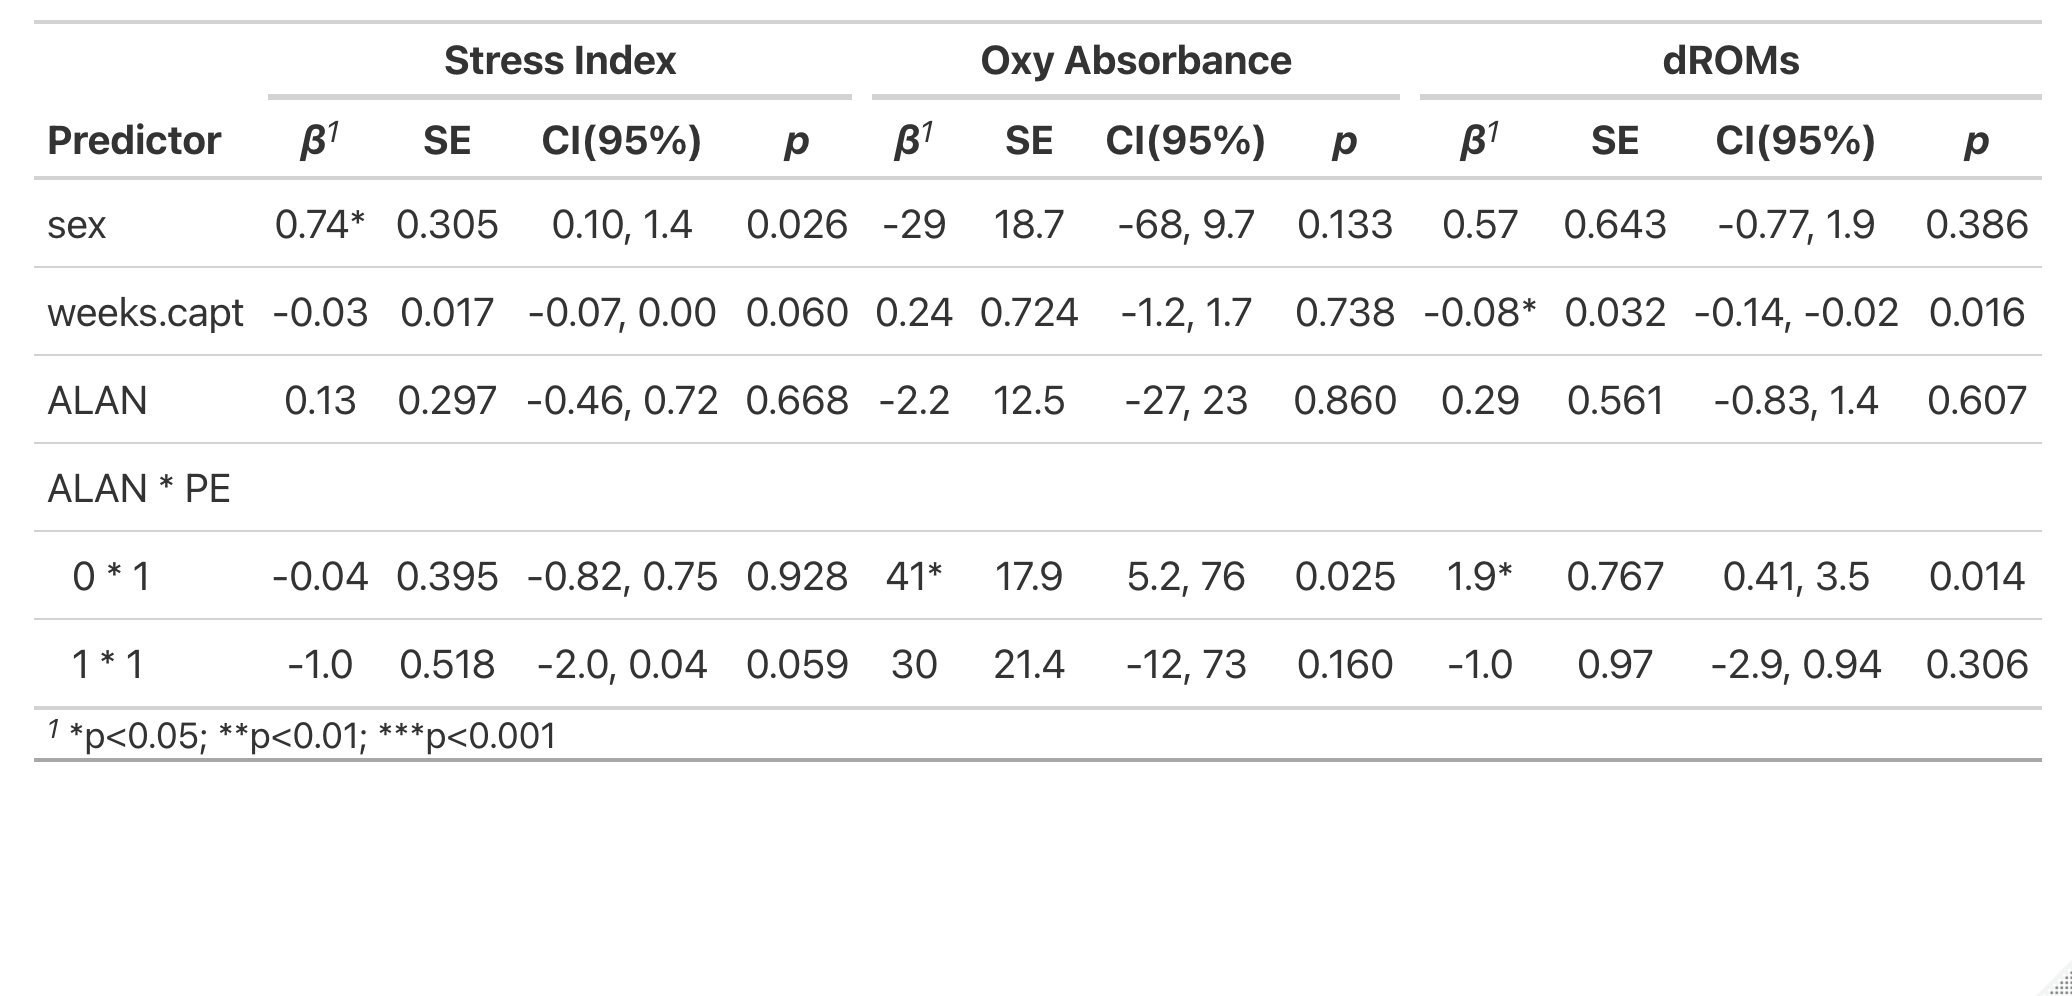 Stress Index Oxy Absorbance dROMs
Predictor β1 SE CI(95%) p β1 SE CI(95%) p β1 SE CI(95%) p
sex 0.74* 0.305 0.10, 1.4 0.026 -29 18.7 -68, 9.7 0.133 0.57 0.643 -0.77, 1.9 0.386
weeks.capt -0.03 0.017 -0.07, 0.00 0.060 0.24 0.724 -1.2, 1.7 0.738 -0.08* 0.032 -0.14, -0.02 0.016
ALAN 0.13 0.297 -0.46, 0.72 0.668 -2.2 12.5 -27, 23 0.860 0.29 0.561 -0.83, 1.4 0.607
ALAN * PE
0 * 1 -0.04 0.395 -0.82, 0.75 0.928 41* 17.9 5.2, 76 0.025 1.9* 0.767 0.41, 3.5 0.014
1 * 1 -1.0 0.518 -2.0, 0.04 0.059 30 21.4 -12, 73 0.160 -1.0 0.97 -2.9, 0.94 0.306
1 *p<0.05; **p<0.01; ***p<0.001